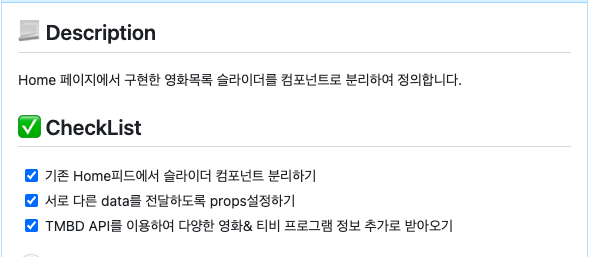 Description
Home 페이지에서 구현한 영화목록 슬라이더를 컴포넌트로 분리하여 정의합니다.
CheckList
기존 Home피드에서 슬라이더 컴포넌트 분리하기
서로 다른 data를 전달하도록 props설정하기
TMBD API를 이용하여 다양한 영화& 티비 프로그램 정보 추가로 받아오기